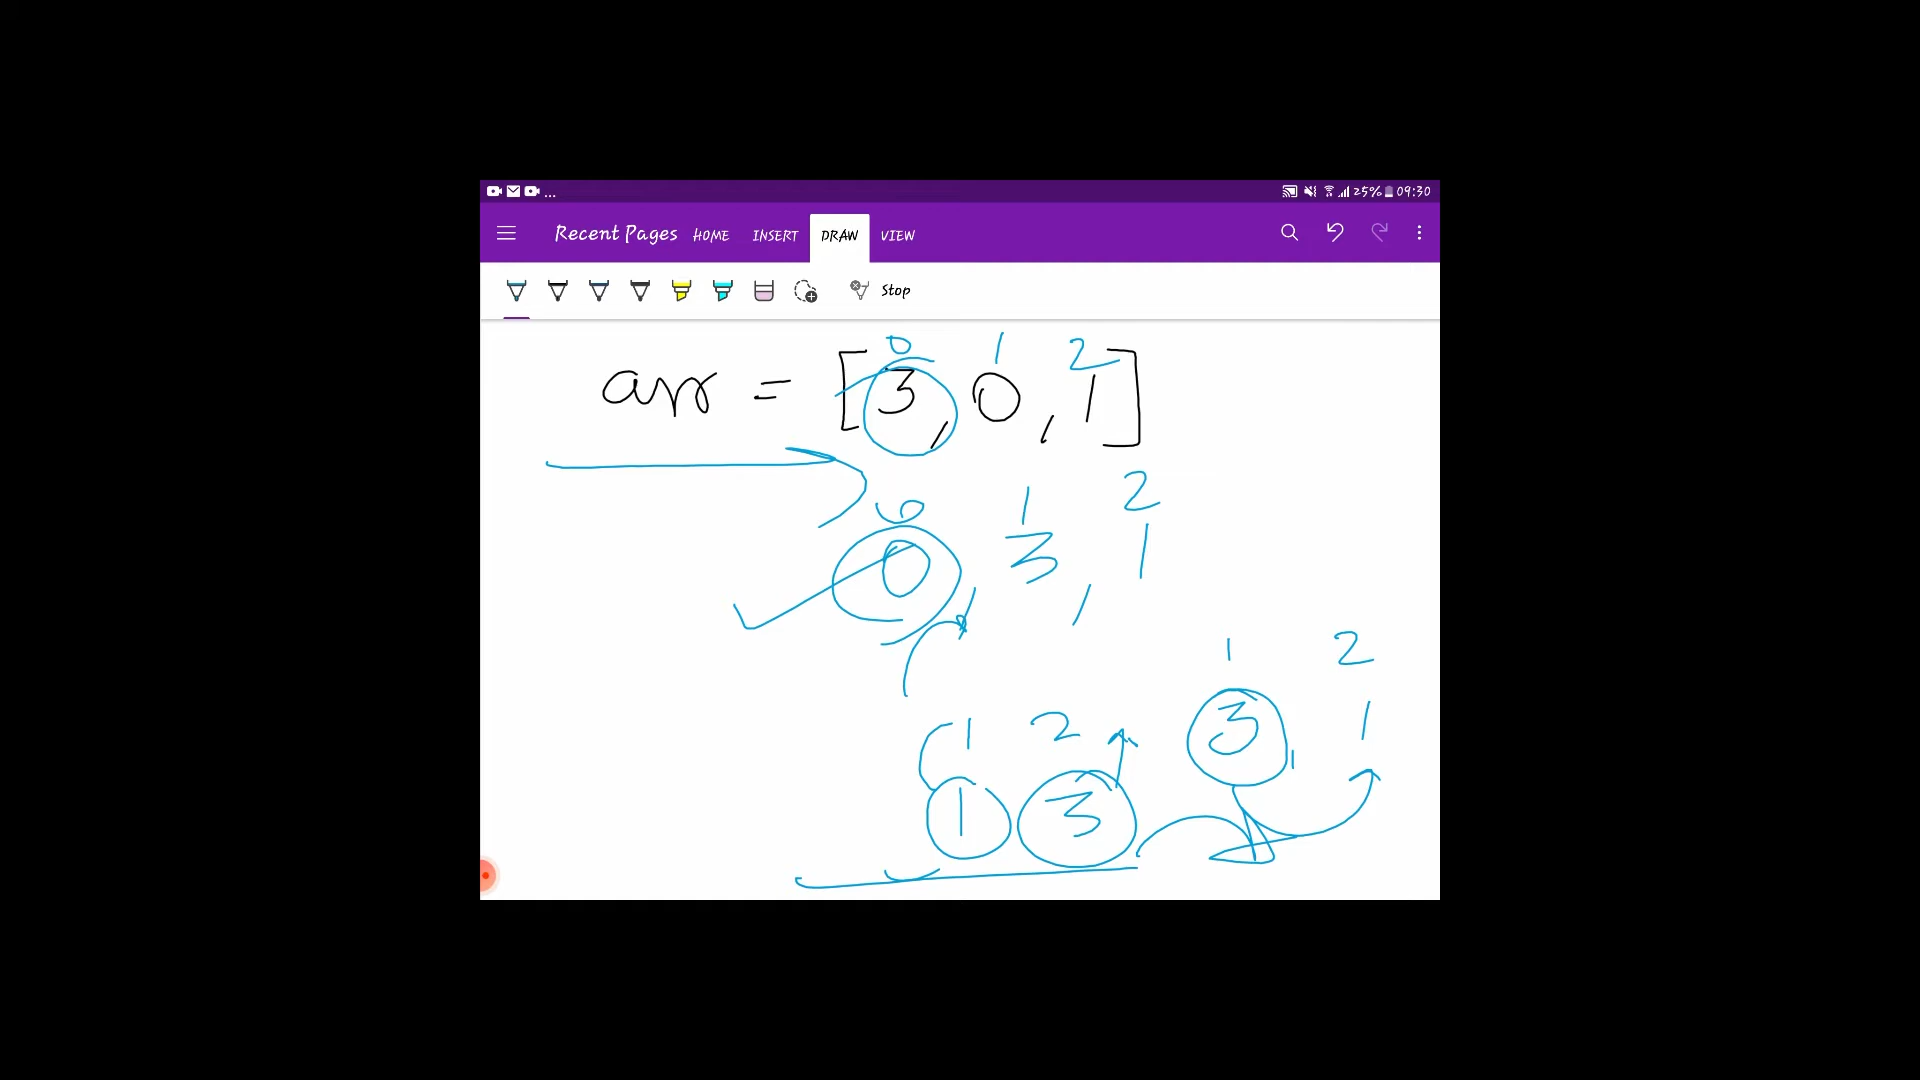 ... 25% 09:30
Recent Pages HOME INSERT DRAW VIEW
Stop
0 1 2
arr = [3, 0, 1]
0 1 2
0, 3, 1
1 2
3, 1
1 2
1 3